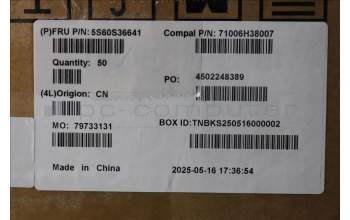 (P)FRU P/N: 5S60S36641 Compal P/N: 71006H38007
Quantity: 50
PO: 4502248389
(4L)Origion: CN
MO: 79733131 BOX ID:TNBKS250516000002
Made in China 2025-05-16 17:36:54